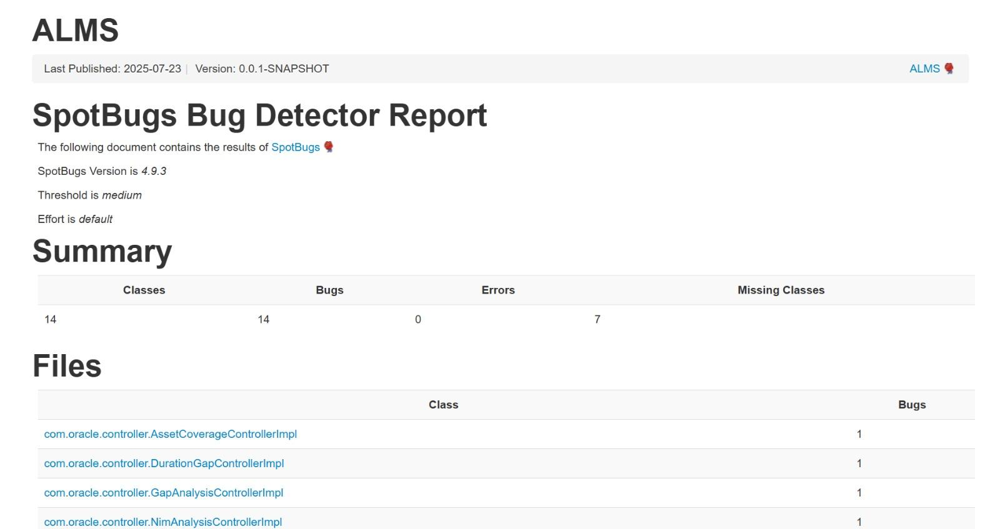 ALMS
Last Published: 2025-07-23 | Version: 0.0.1-SNAPSHOT ALMS
SpotBugs Bug Detector Report
The following document contains the results of SpotBugs
SpotBugs Version is 4.9.3
Threshold is medium
Effort is default
Summary
Classes Bugs Errors Missing Classes
14 14 0 7
Files
Class Bugs
com.oracle.controller.AssetCoverageControllerImpl 1
com.oracle.controller.DurationGapControllerImpl 1
com.oracle.controller.GapAnalysisControllerImpl 1
com.oracle.controller.NimAnalysisControllerImpl 1